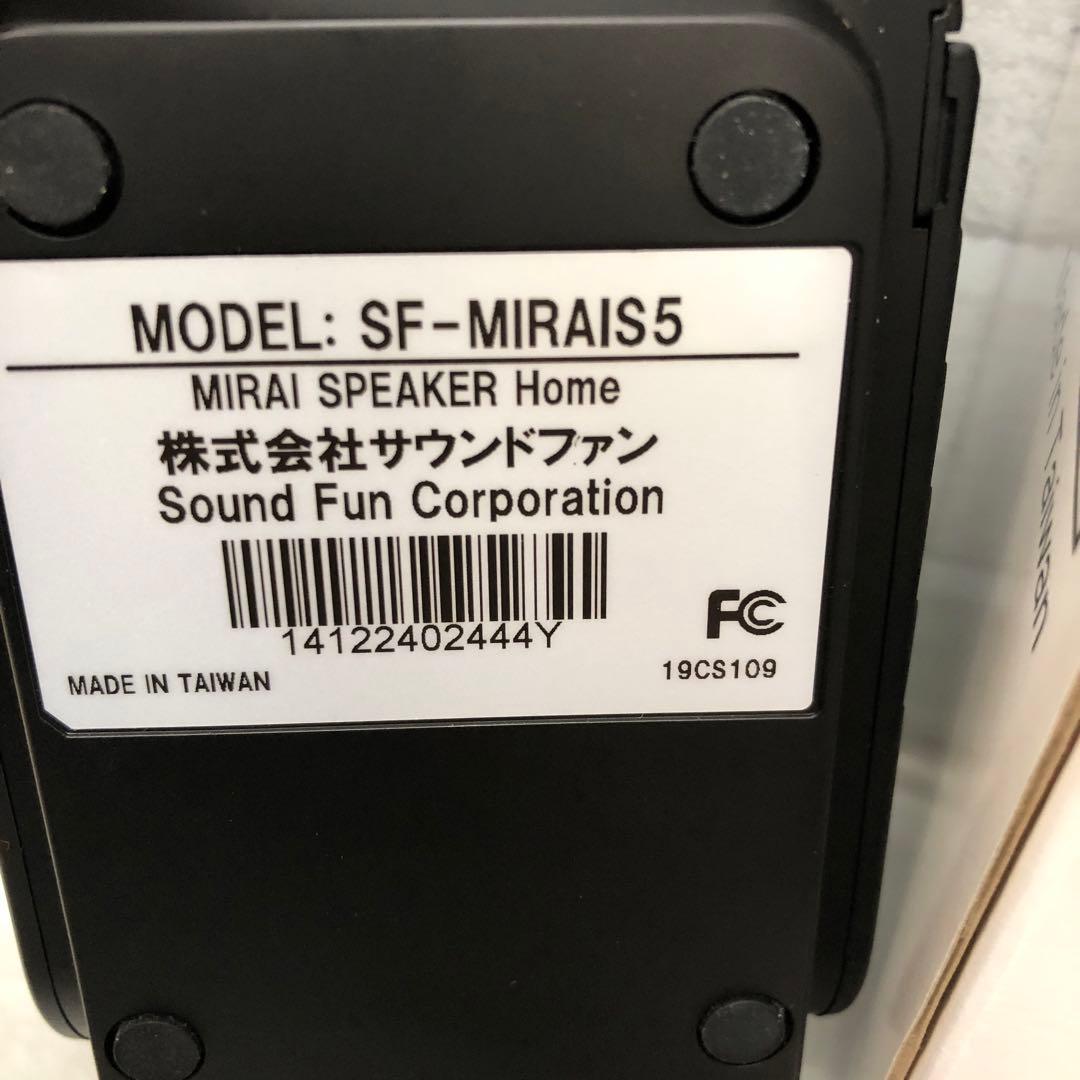 MODEL: SF-MIRAIS5
MIRAI SPEAKER Home
株式会社サウンドファン
Sound Fun Corporation
14122402444Y
FC
MADE IN TAIWAN
19CS109